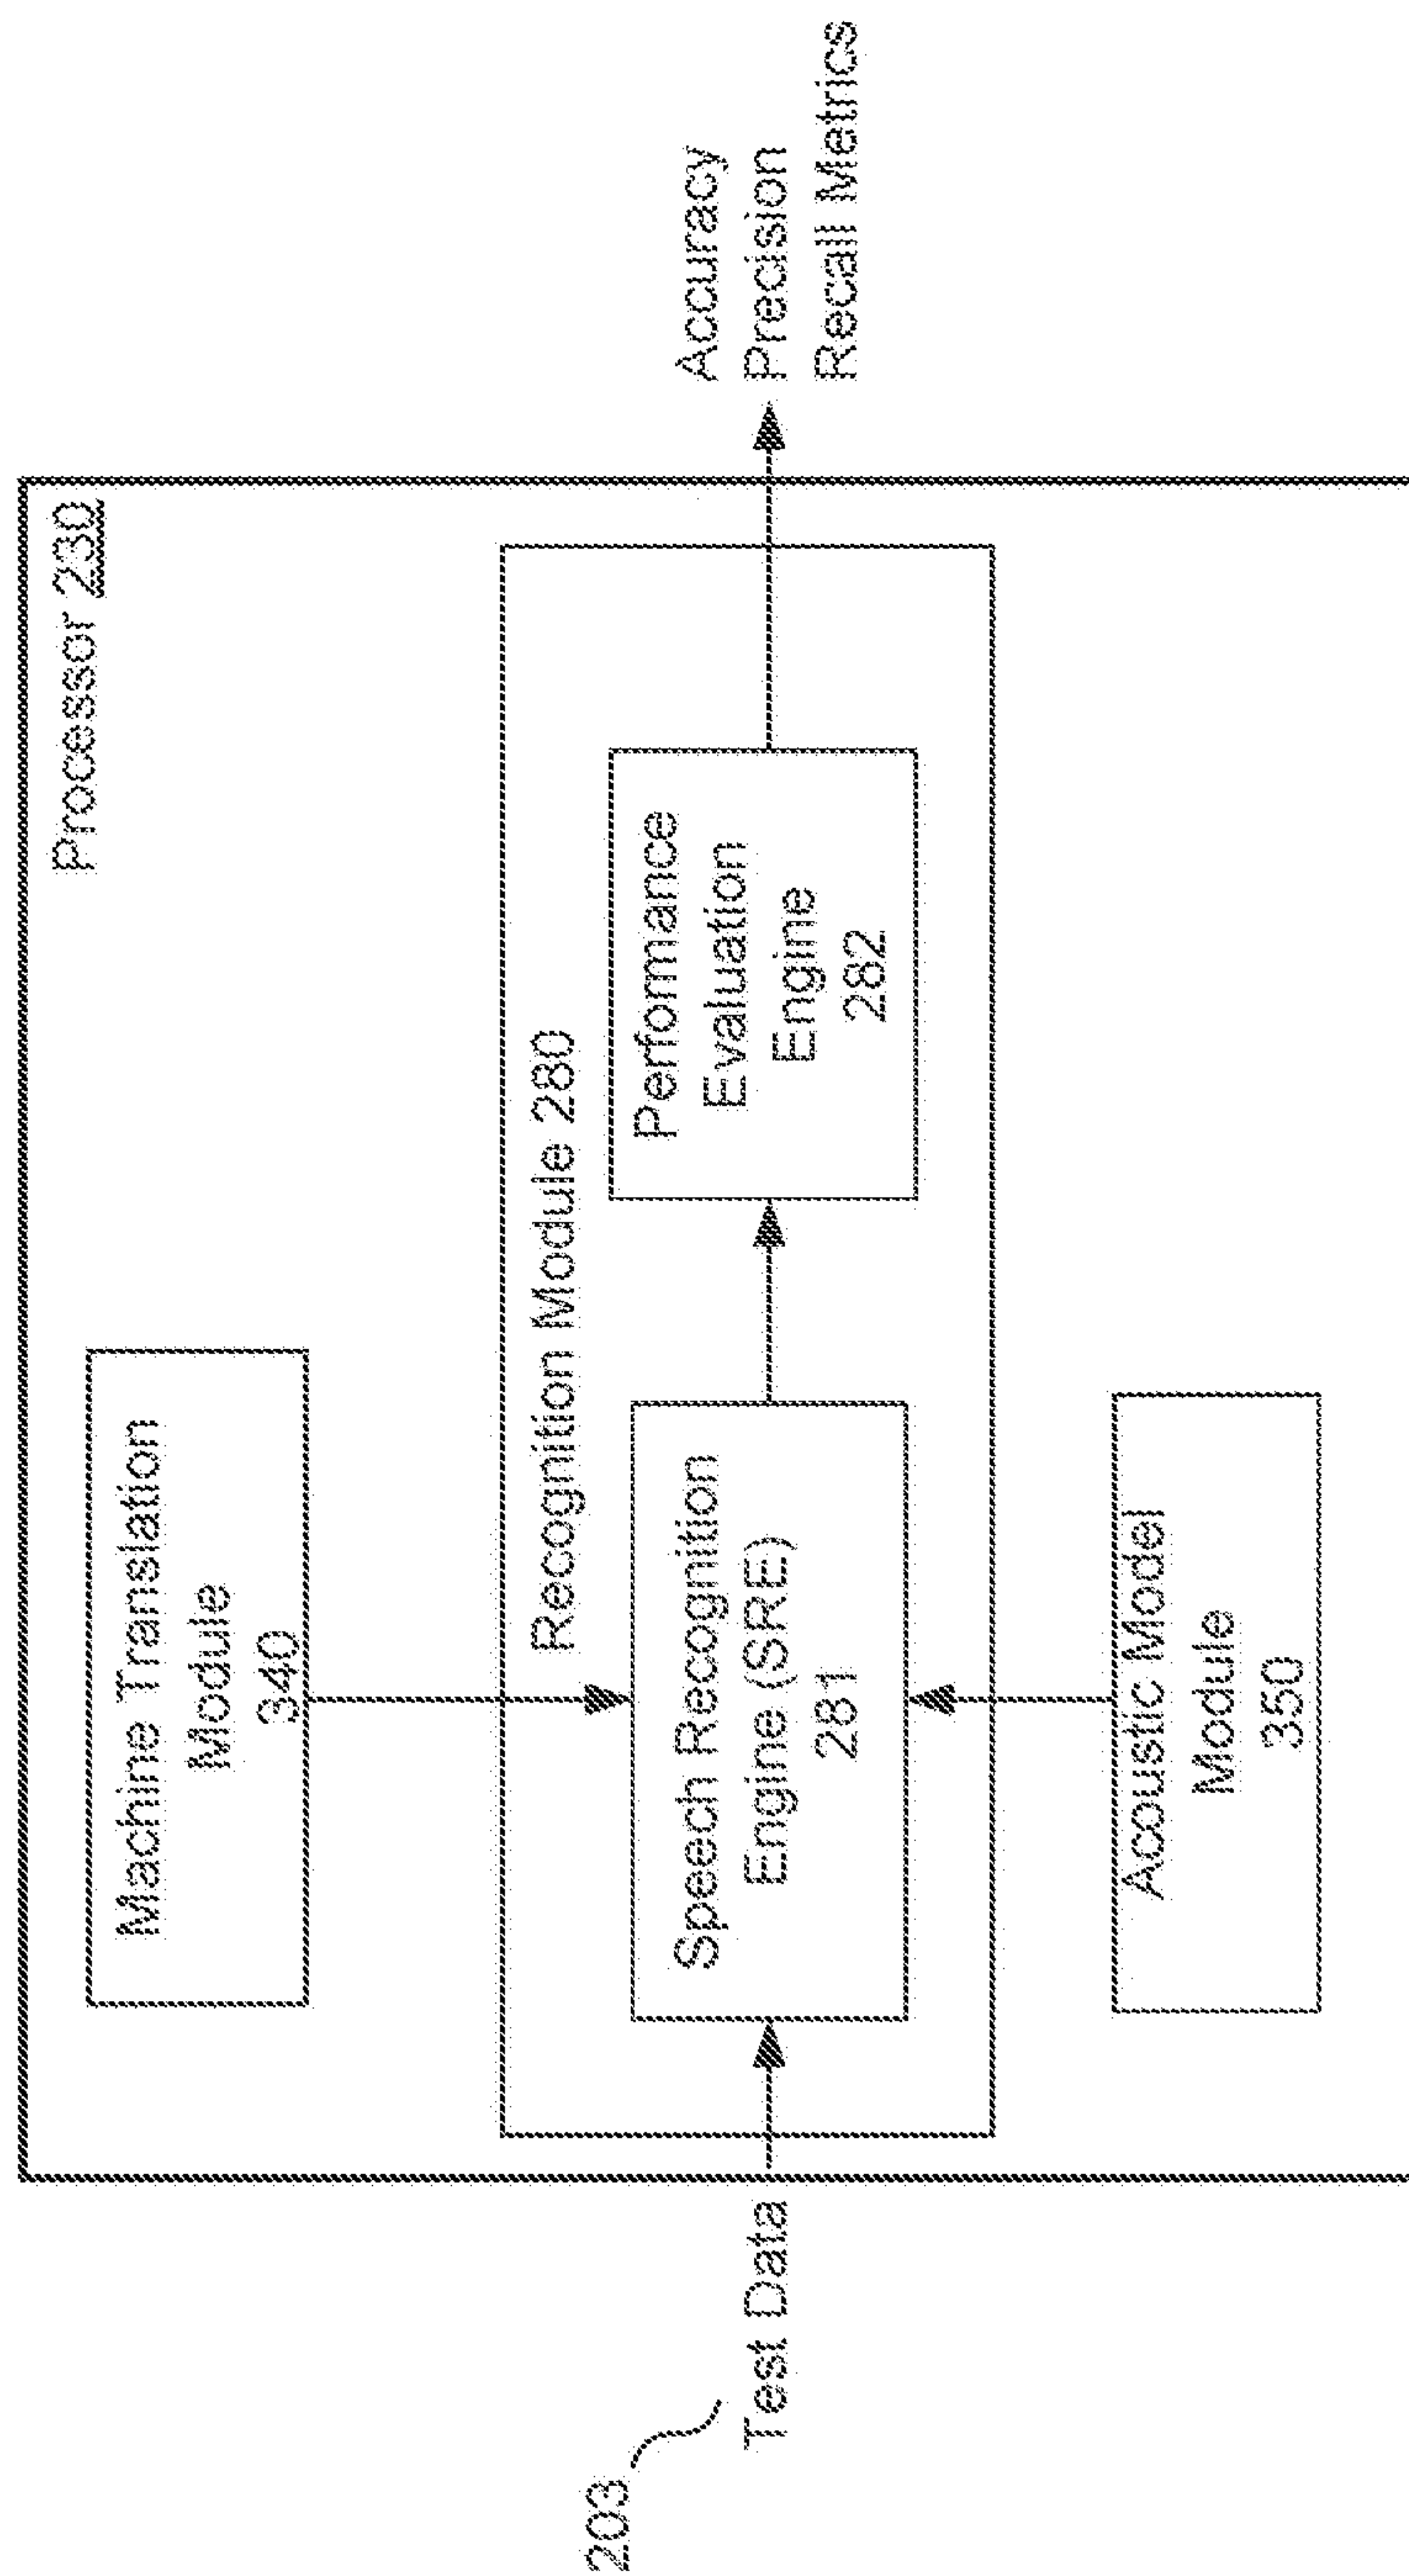 Processor 230
Machine Translation
Module
340
Recognition Module 280
Speech Recognition
Engine (SRE)
281
Perfomance
Evaluation
Engine
282
Acoustic Model
Module
350
203
Test Data
Accuracy
Precision
Recall Metrics